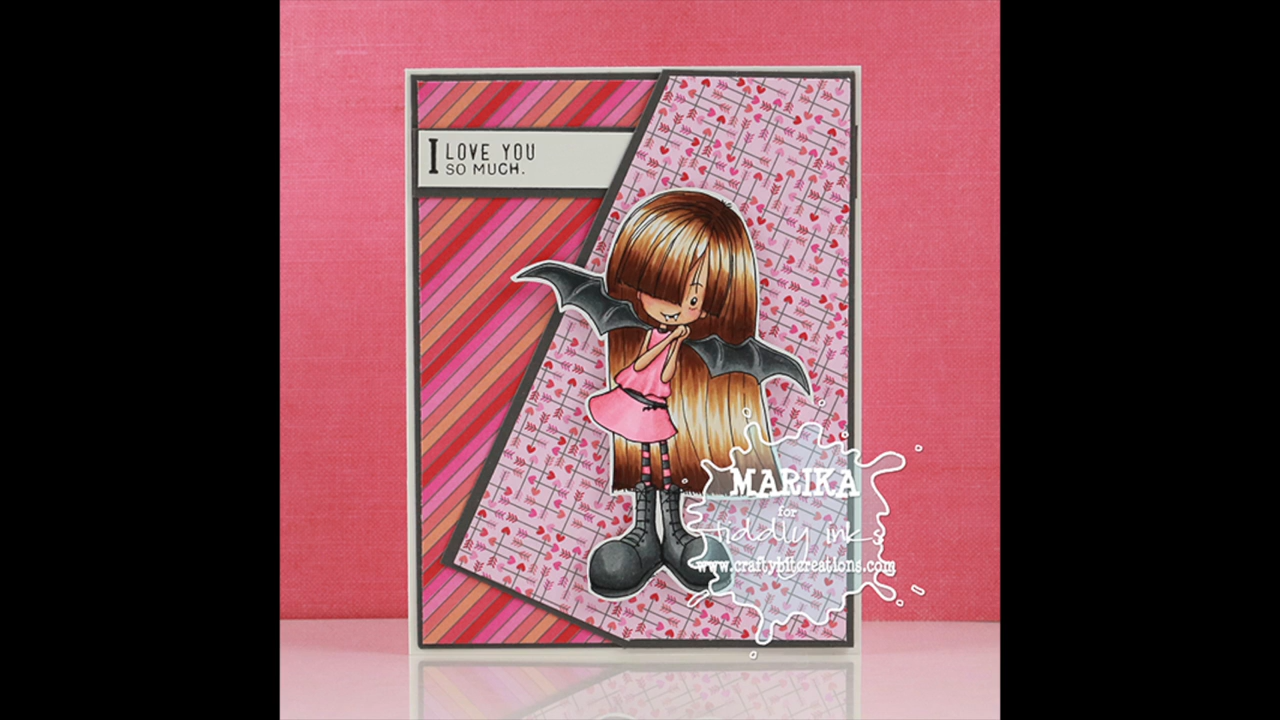 I LOVE YOU
SO MUCH.
MARIKA
for
tiddly inks
www.craftybitcreations.com